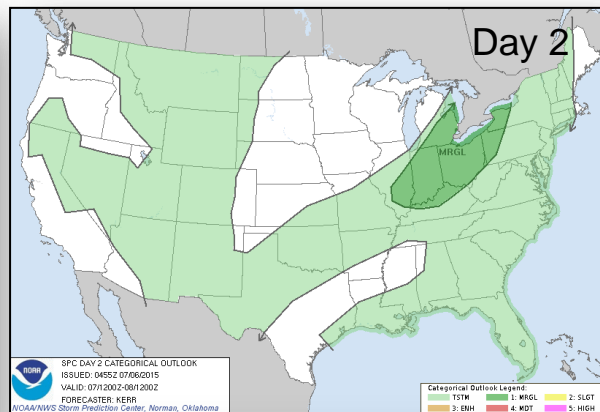 Day 2
MRGL
NOAA
SPC DAY 2 CATEGORICAL OUTLOOK
ISSUED: 0455Z 07/06/2015
VALID: 07/1200Z-08/1200Z
FORECASTER: KERR
NOAA/NWS Storm Prediction Center, Norman, Oklahoma
Categorical Outlook Legend:
TSTM 1: MRGL 2: SLGT
3: ENH 4: MDT 5: HIGH